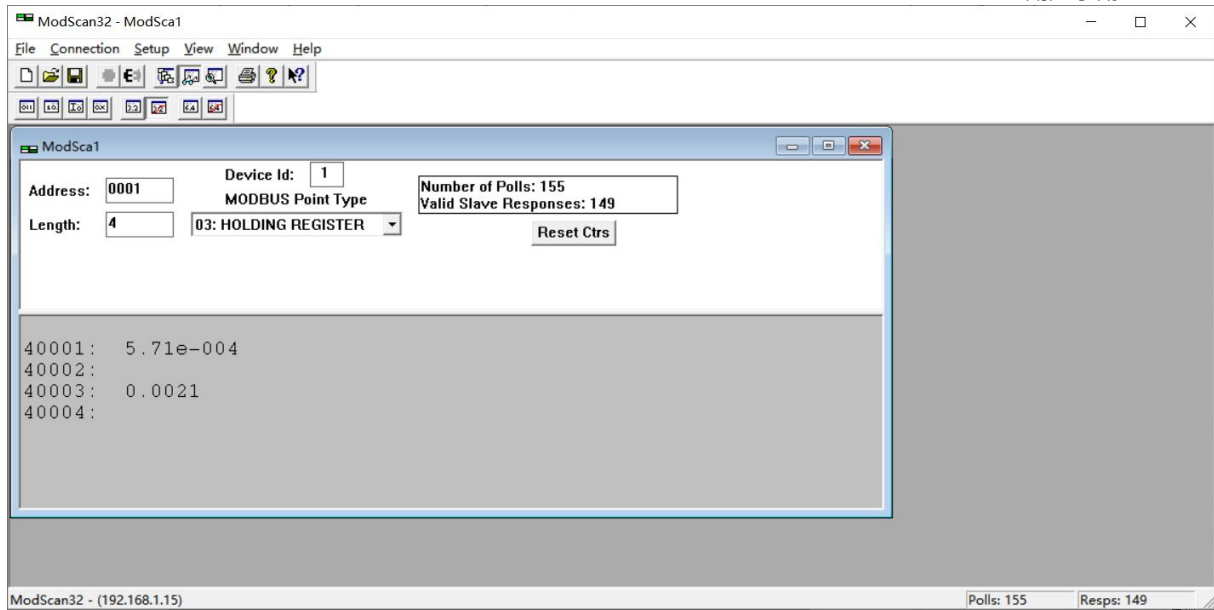 ModScan32 - ModSca1
File Connection Setup View Window Help
ModSca1
Address: 0001
Device Id: 1
MODBUS Point Type
Length: 4
03: HOLDING REGISTER
Number of Polls: 155
Valid Slave Responses: 149
Reset Ctrs
40001: 5.71e-004
40002:
40003: 0.0021
40004:
ModScan32 - (192.168.1.15)
Polls: 155
Resps: 149